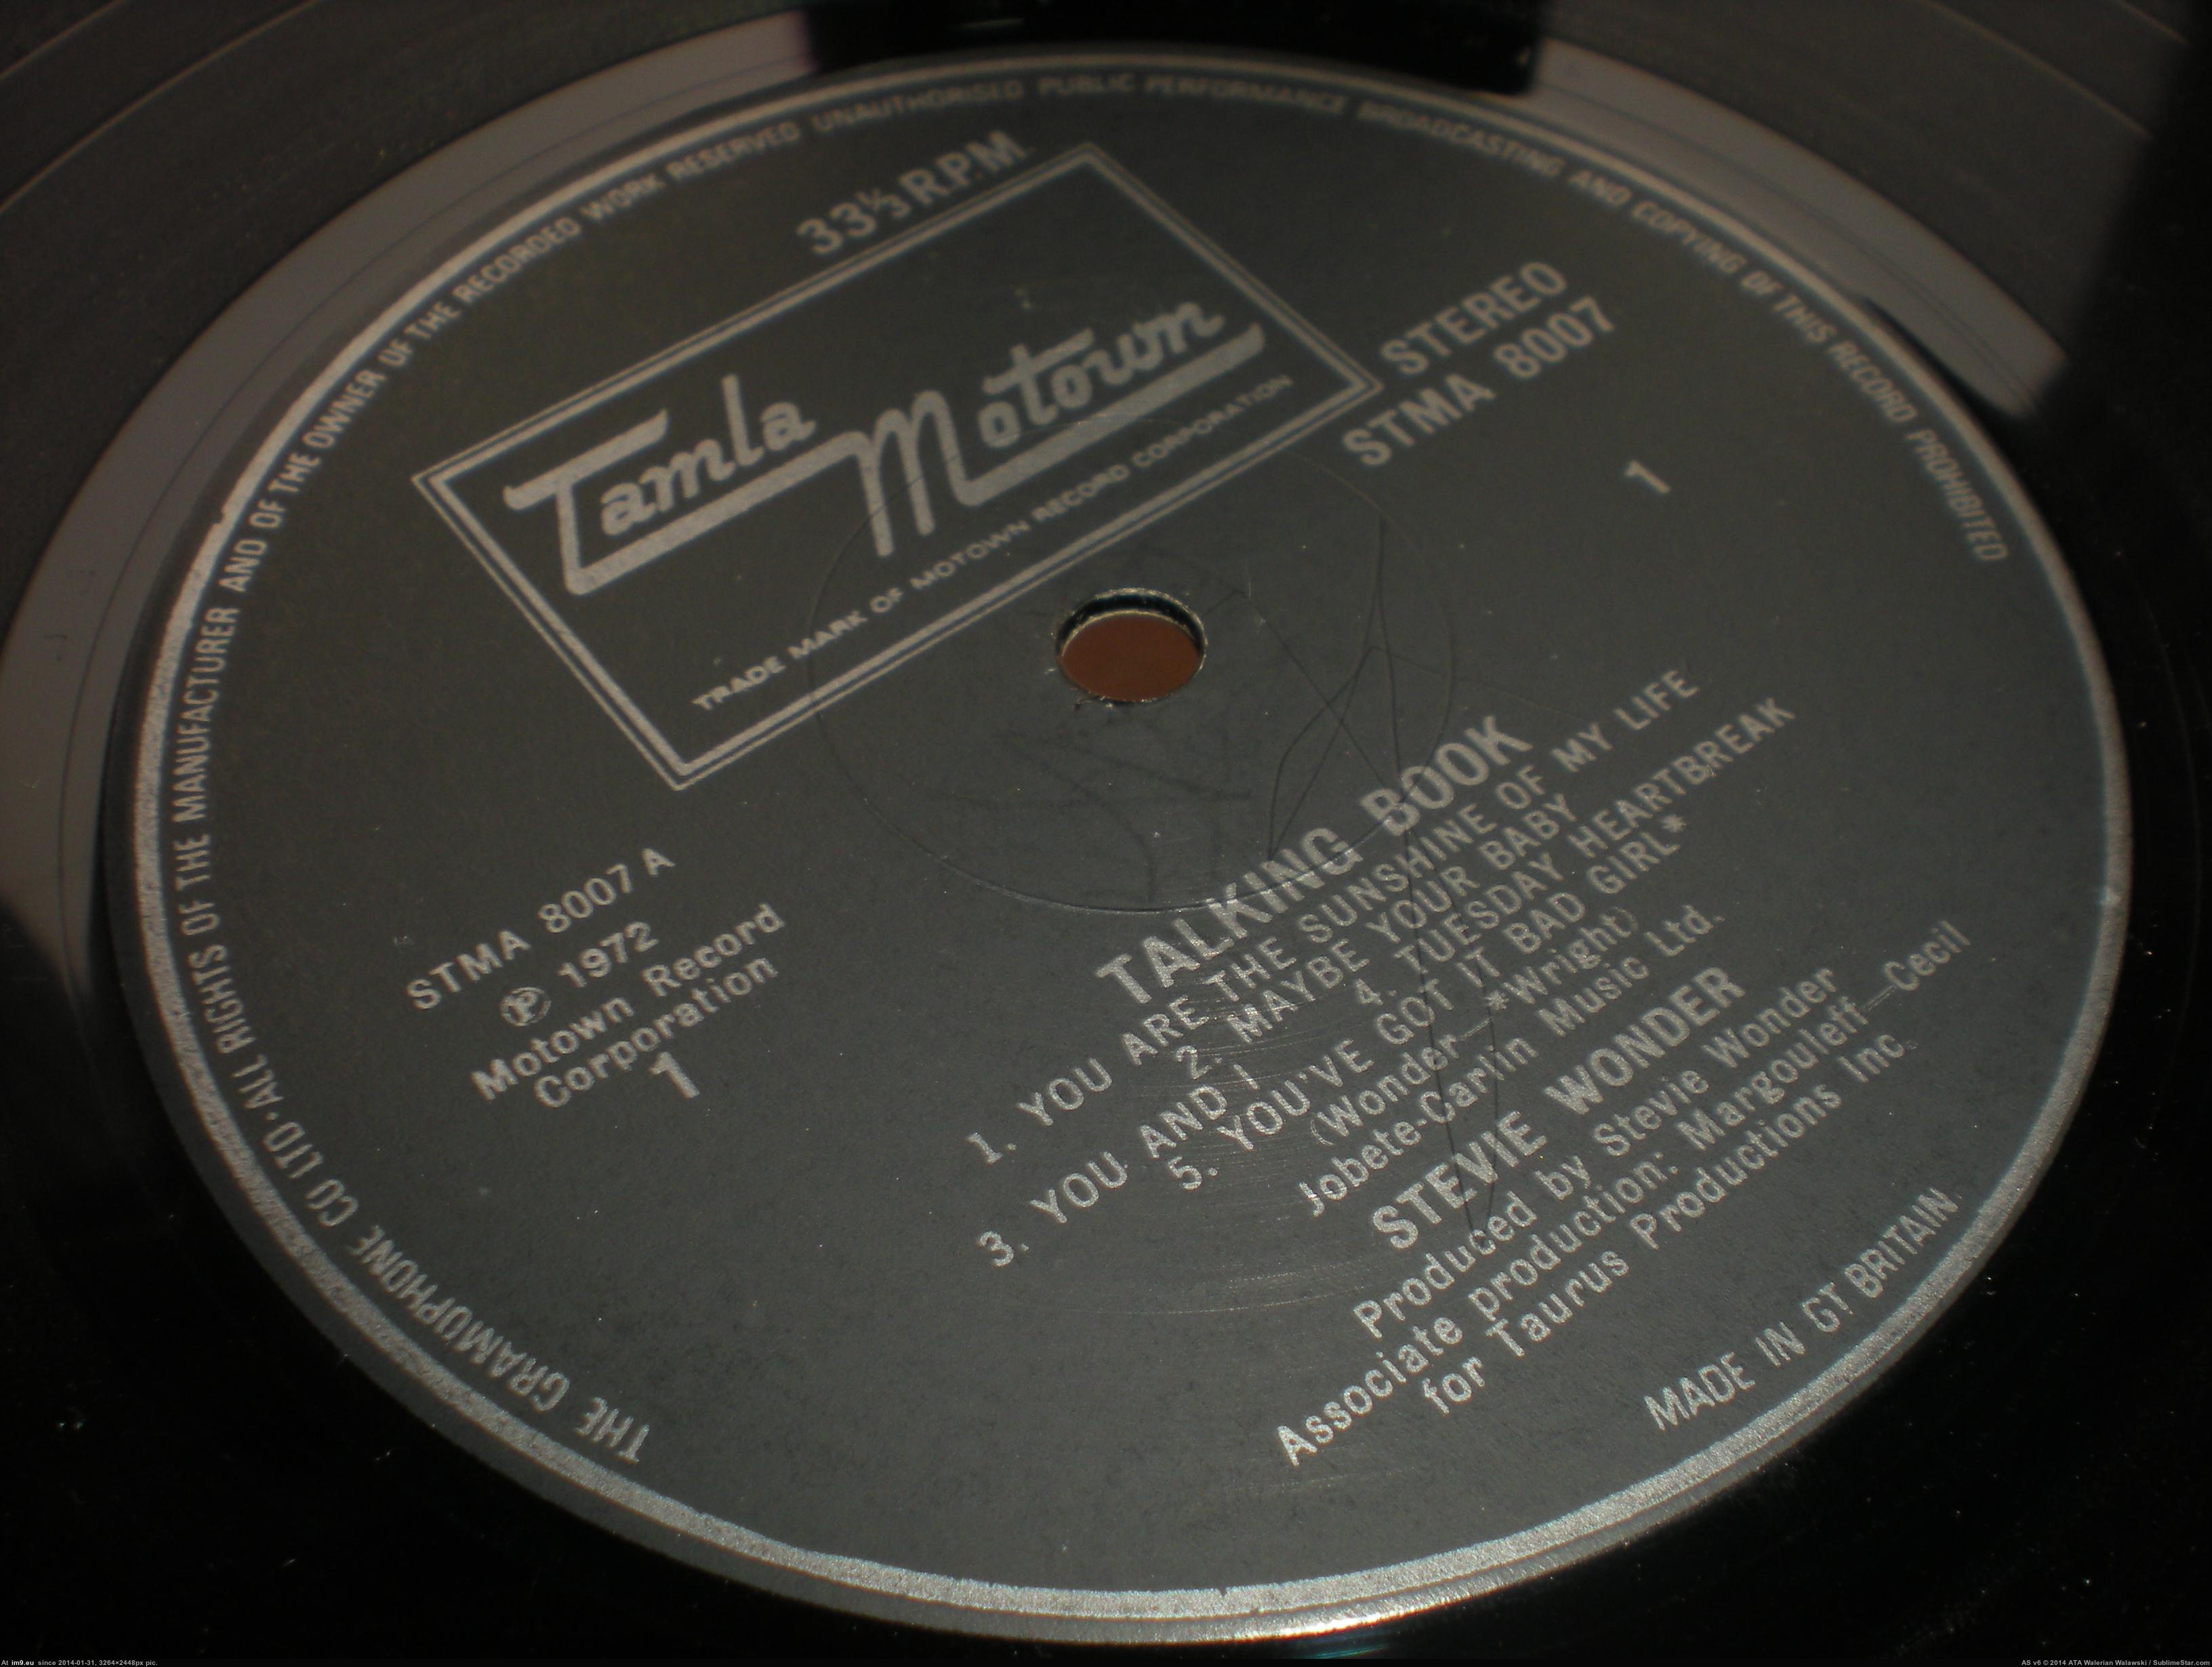 THE GRAMOPHONE CO LTD · ALL RIGHTS OF THE MANUFACTURER AND OF THE OWNER OF THE RECORDED WORK RESERVED UNAUTHORISED PUBLIC PERFORMANCE BROADCASTING AND COPYING OF THIS RECORD PROHIBITED
33⅓ R.P.M.
Tamla
Motown
TRADE MARK OF MOTOWN RECORD CORPORATION
STEREO
STMA 8007
1
STMA 8007 A
℗ 1972
Motown Record
Corporation
1
TALKING BOOK
1. YOU ARE THE SUNSHINE OF MY LIFE
2. MAYBE YOUR BABY
3. YOU AND I 4. TUESDAY HEARTBREAK
5. YOU'VE GOT IT BAD GIRL*
(Wonder—*Wright)
Jobete-Carlin Music Ltd.
STEVIE WONDER
Produced by Stevie Wonder
Associate production: Margouleff—Cecil
for Taurus Productions Inc.
MADE IN GT BRITAIN
At im9.eu since 2014-01-31, 3264×2448px pic.
AS v6 © 2014 ATA Walerian Walawski / SublimeStar.com